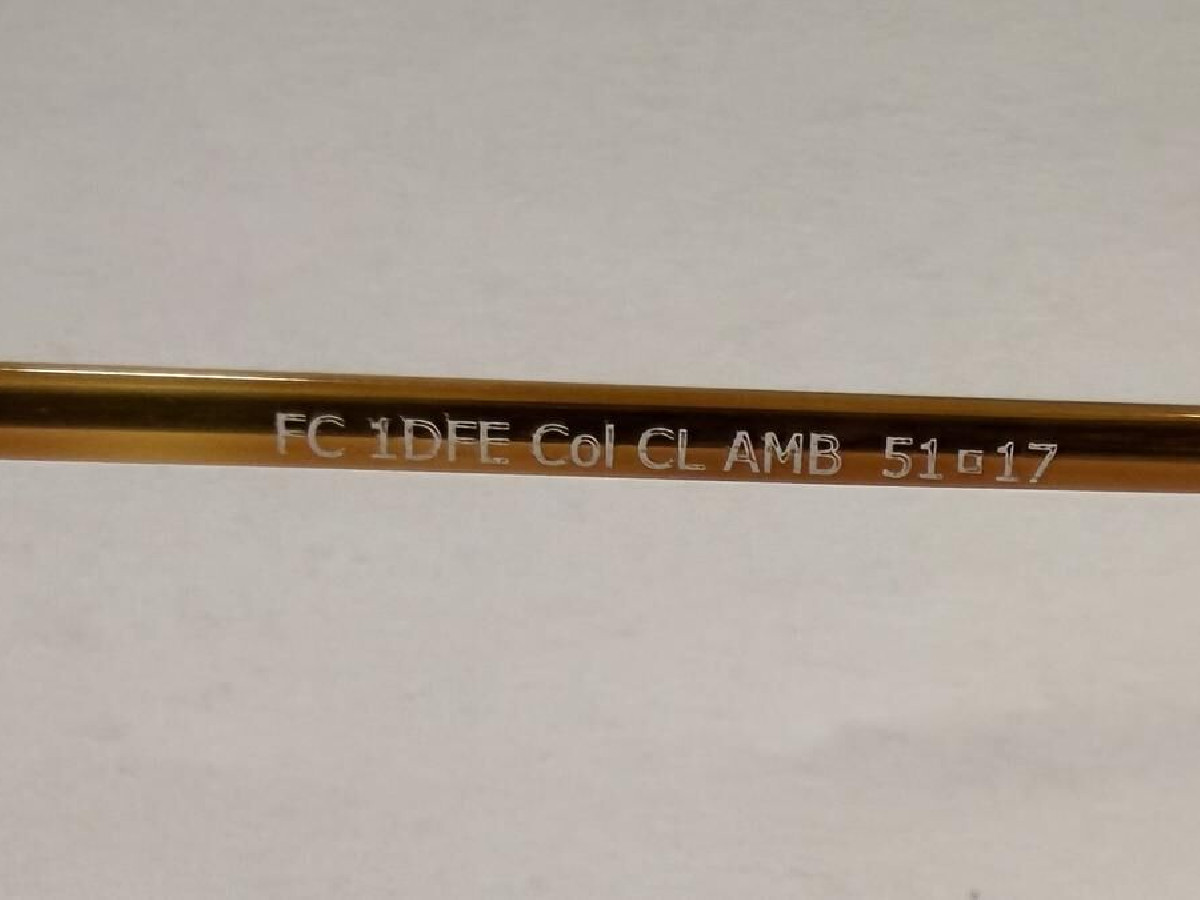 FC 1DFE Col CL AMB 51□17